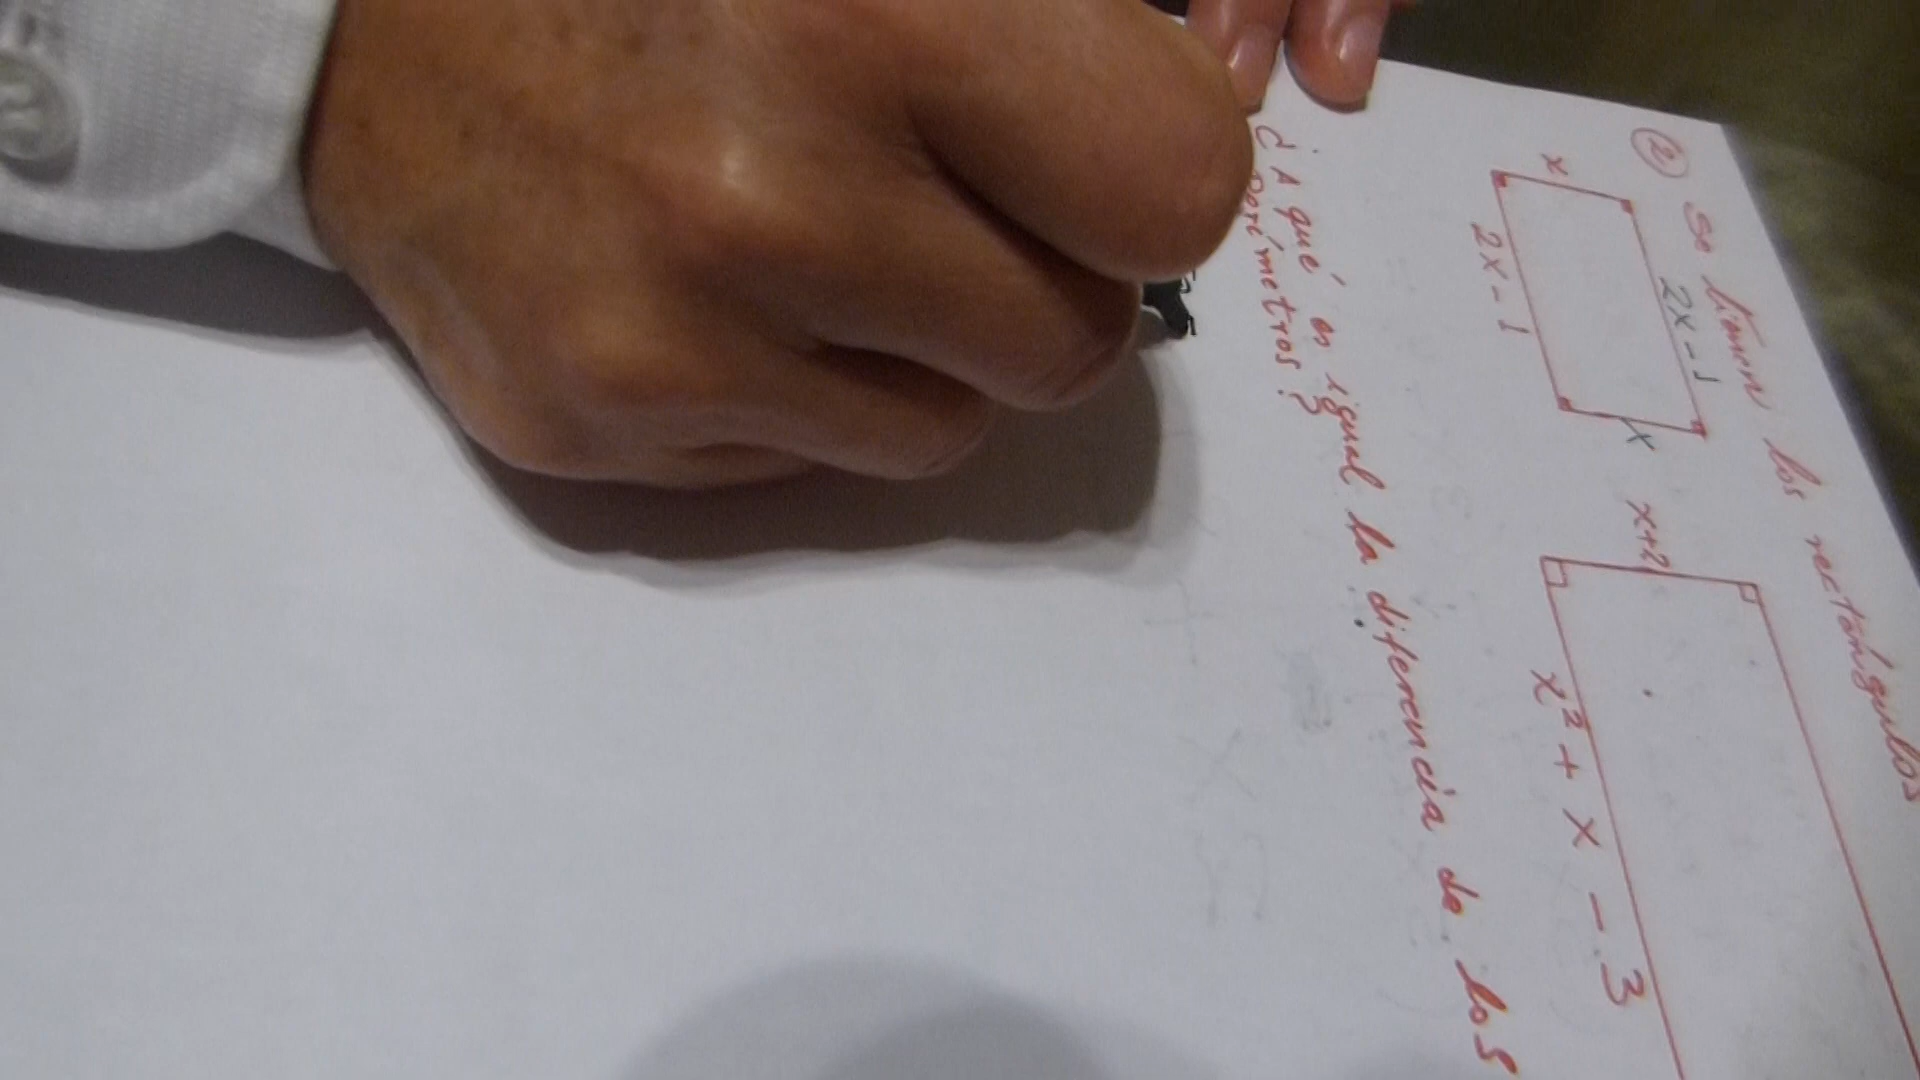 ② Se tienen los rectángulos
2x - 1
x
x
2x - 1
x+2
x² + x - 3
¿A qué es igual la diferencia de los
perímetros?